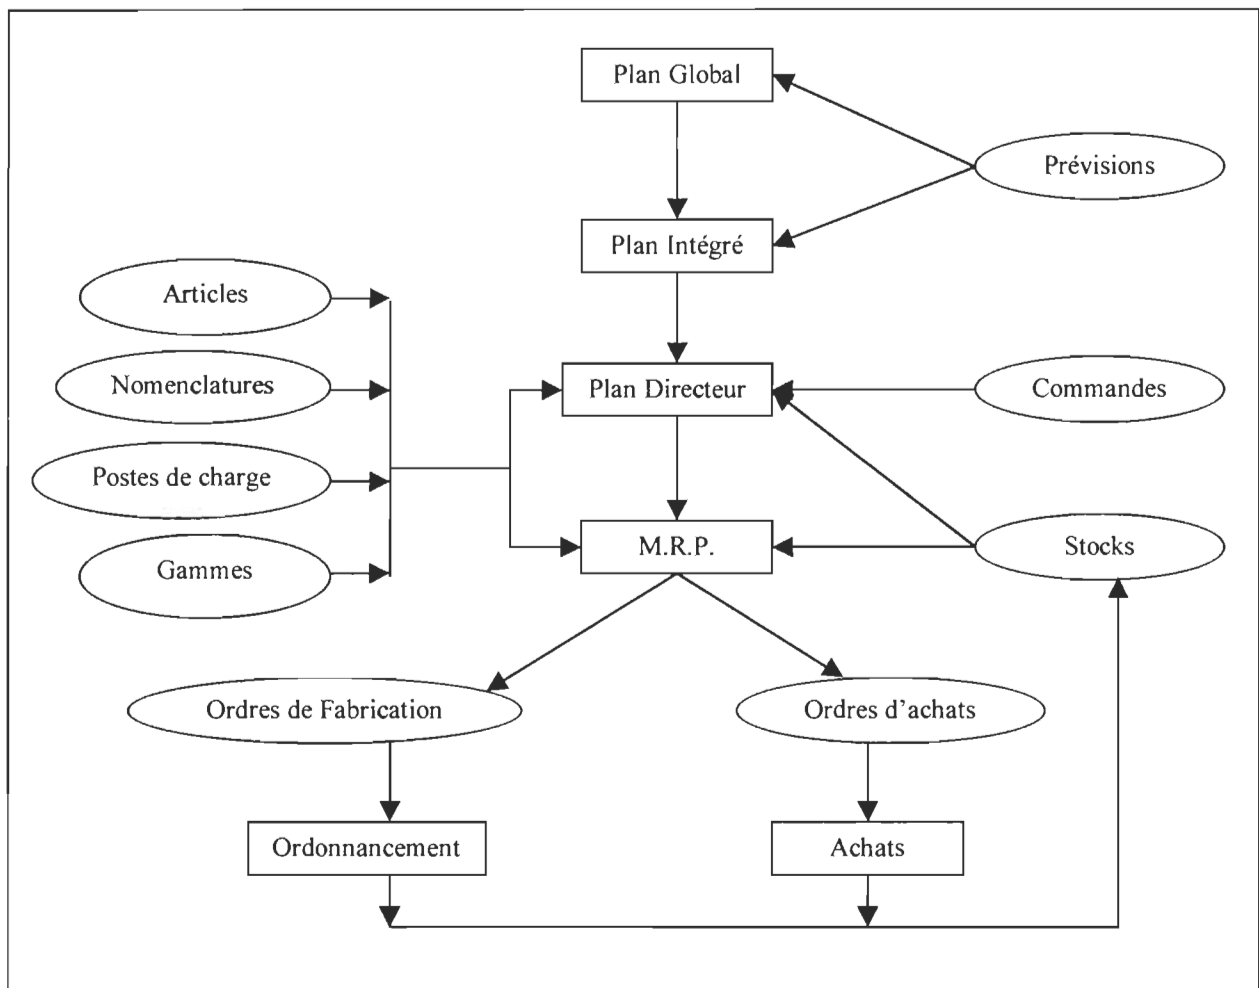 Plan Global
Prévisions
Plan Intégré
Articles
Nomenclatures
Plan Directeur
Commandes
Postes de charge
M.R.P.
Stocks
Gammes
Ordres de Fabrication
Ordres d'achats
Ordonnancement
Achats